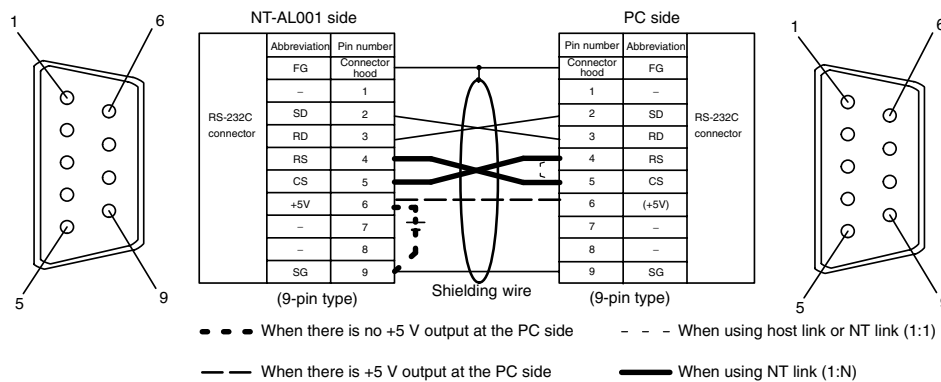 NT-AL001 side
PC side
1
6
5
9
Abbreviation Pin number
RS-232C connector
FG Connector hood
– 1
SD 2
RD 3
RS 4
CS 5
+5V 6
– 7
– 8
SG 9
(9-pin type)
Shielding wire
Pin number Abbreviation
Connector hood FG
1 –
2 SD
3 RD
4 RS
5 CS
6 (+5V)
7 –
8 –
9 SG
RS-232C connector
(9-pin type)
1
6
5
When there is no +5 V output at the PC side
When using host link or NT link (1:1)
When there is +5 V output at the PC side
When using NT link (1:N)